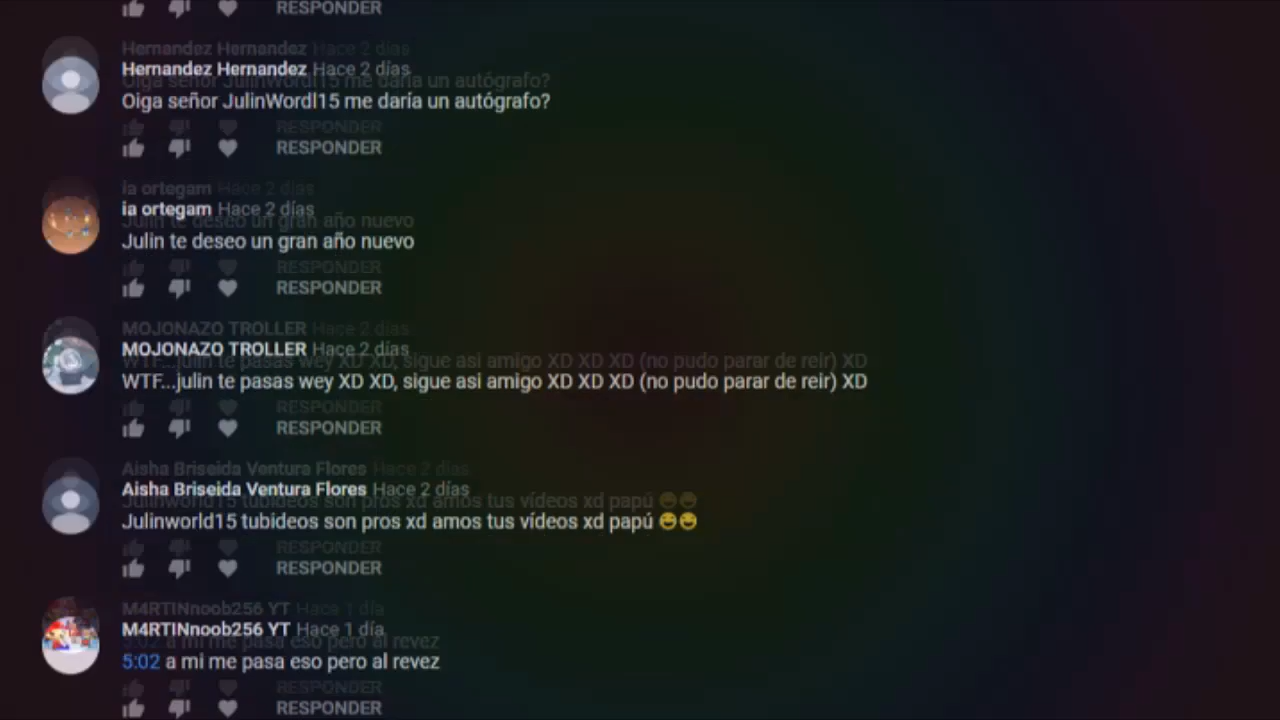 RESPONDER
Hernandez Hernandez Hace 2 días
Oiga señor JulinWordl15 me daria un autógrafo?
RESPONDER
ia ortegam Hace 2 días
Julin te deseo un gran año nuevo
RESPONDER
MOJONAZO TROLLER Hace 2 días
WTF...julin te pasas wey XD XD, sigue asi amigo XD XD XD (no pudo parar de reir) XD
RESPONDER
Aisha Briseida Ventura Flores Hace 2 días
Julinworld15 tubideos son pros xd amos tus vídeos xd papú 😆😆
RESPONDER
M4RTINnoob256 YT Hace 1 día
5:02 a mi me pasa eso pero al revez
RESPONDER